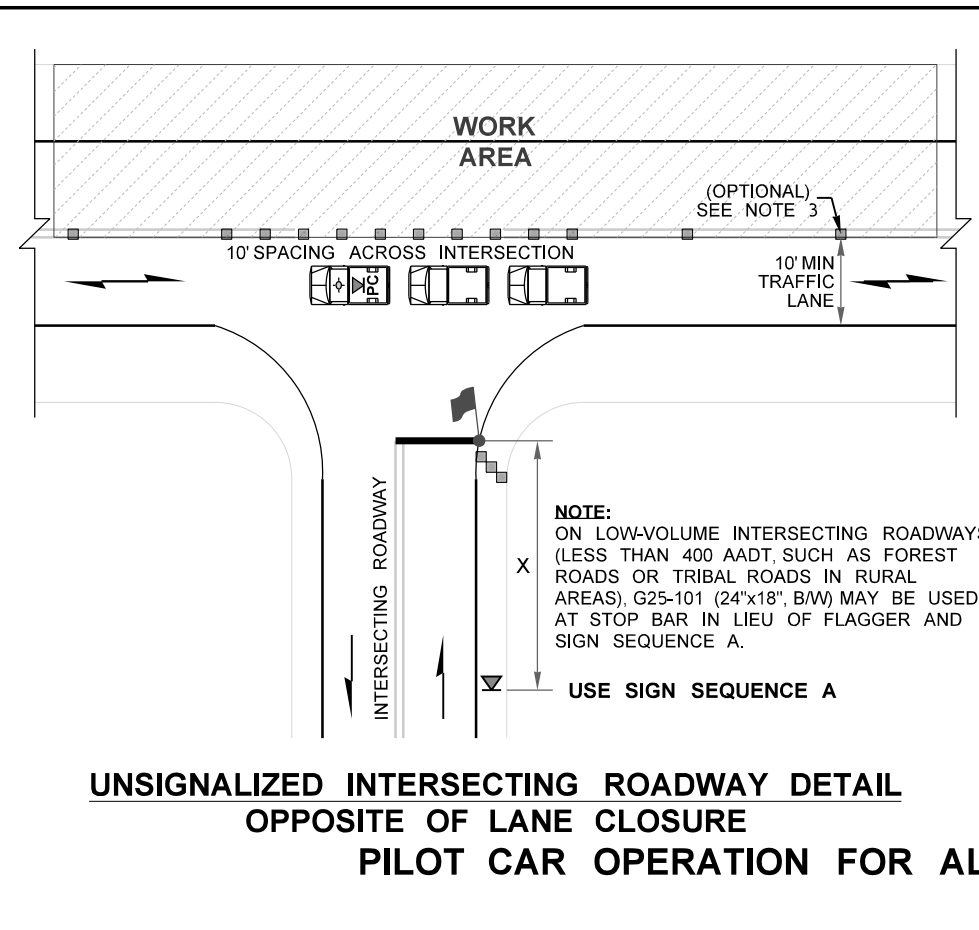 WORK
AREA
(OPTIONAL)
SEE NOTE 3
10' SPACING ACROSS INTERSECTION
10' MIN
TRAFFIC
LANE
PC
INTERSECTING ROADWAY
X
NOTE:
ON LOW-VOLUME INTERSECTING ROADWAYS
(LESS THAN 400 AADT, SUCH AS FOREST
ROADS OR TRIBAL ROADS IN RURAL
AREAS), G25-101 (24"x18", B/W) MAY BE USED
AT STOP BAR IN LIEU OF FLAGGER AND
SIGN SEQUENCE A.
USE SIGN SEQUENCE A
UNSIGNALIZED INTERSECTING ROADWAY DETAIL
OPPOSITE OF LANE CLOSURE
PILOT CAR OPERATION FOR AL